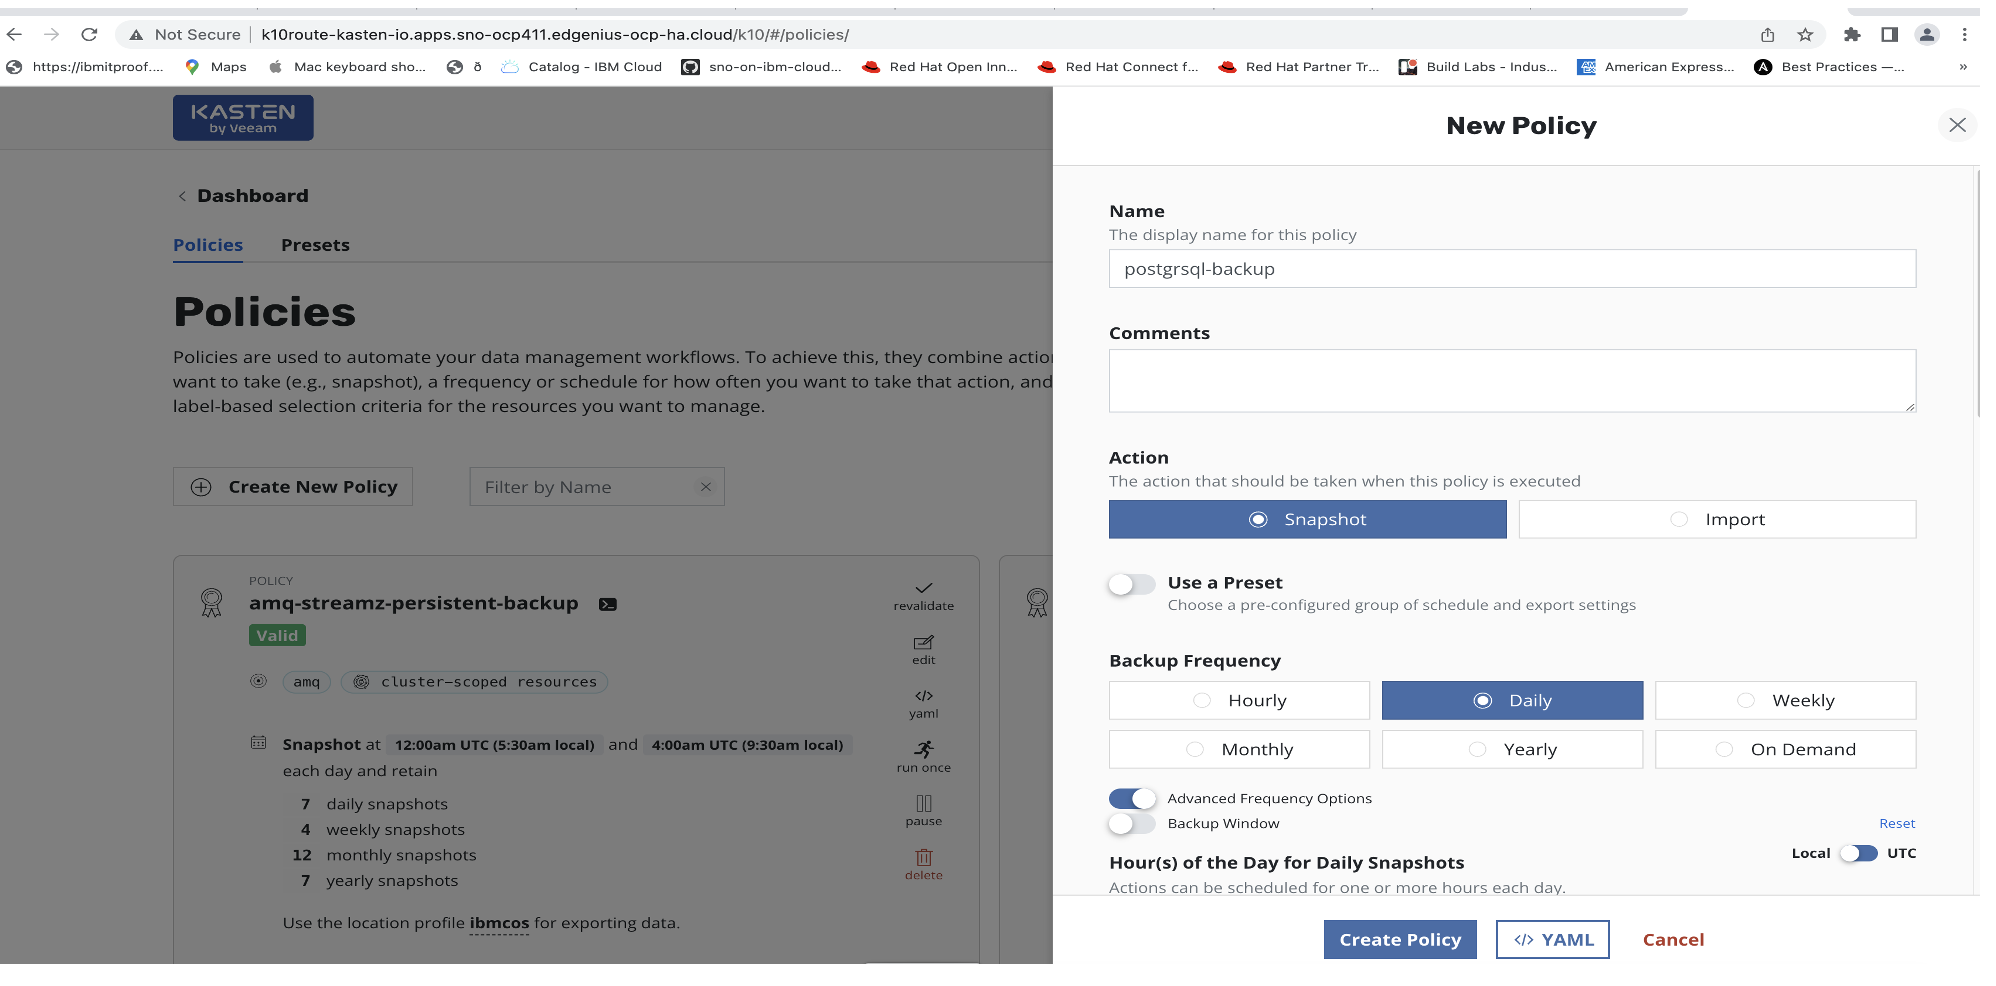 Not Secure
k10route-kasten-io.apps.sno-ocp411.edgenius-ocp-ha.cloud/k10/#/policies/
https://ibmitproof....
Maps
Mac keyboard sho...
ð
Catalog - IBM Cloud
sno-on-ibm-cloud...
Red Hat Open Inn...
Red Hat Connect f...
Red Hat Partner Tr...
Build Labs - Indus...
American Express...
Best Practices —...
»
KASTEN
by Veeam
< Dashboard
Policies
Presets
Policies
Policies are used to automate your data management workflows. To achieve this, they combine actio
want to take (e.g., snapshot), a frequency or schedule for how often you want to take that action, and
label-based selection criteria for the resources you want to manage.
Create New Policy
Filter by Name
POLICY
amq-streamz-persistent-backup
Valid
amq
cluster-scoped resources
Snapshot at 12:00am UTC (5:30am local) and 4:00am UTC (9:30am local)
each day and retain
7 daily snapshots
4 weekly snapshots
12 monthly snapshots
7 yearly snapshots
Use the location profile ibmcos for exporting data.
revalidate
edit
</>
yaml
run once
pause
delete
New Policy
Name
The display name for this policy
postgrsql-backup
Comments
Action
The action that should be taken when this policy is executed
Snapshot
Import
Use a Preset
Choose a pre-configured group of schedule and export settings
Backup Frequency
Hourly
Daily
Weekly
Monthly
Yearly
On Demand
Advanced Frequency Options
Backup Window
Reset
Hour(s) of the Day for Daily Snapshots
Local
UTC
Actions can be scheduled for one or more hours each day.
Create Policy
</> YAML
Cancel